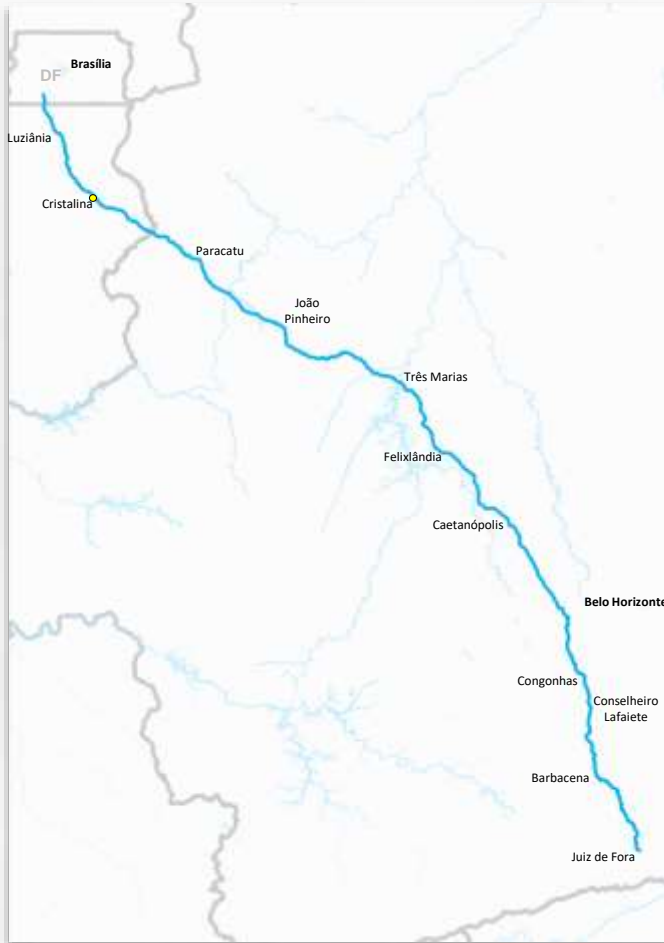 Brasília
DF
Luziânia
Cristalina
Paracatu
João
Pinheiro
Três Marias
Felixlândia
Caetanópolis
Belo Horizonte
Congonhas
Conselheiro
Lafaiete
Barbacena
Juiz de Fora